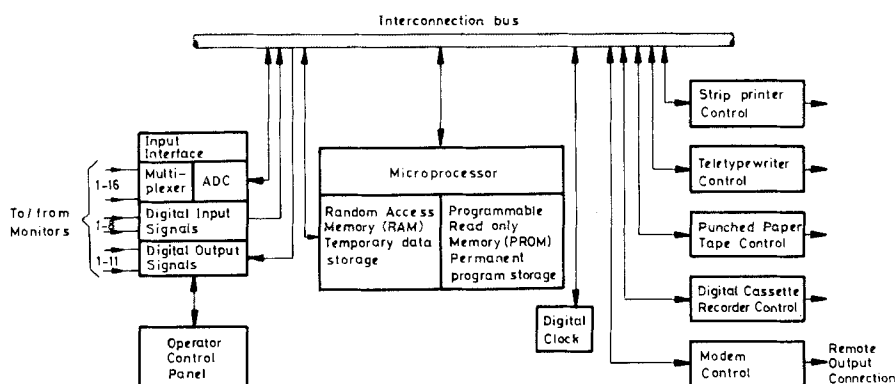 Interconnection bus
Input
Interface
Multi-
plexer
ADC
1-16
To/from
Monitors
Digital Input
Signals
1-8
Digital Output
Signals
1-11
Operator
Control
Panel
Microprocessor
Random Access
Memory (RAM)
Temporary data
storage
Programmable
Read only
Memory (PROM)
Permanent
program storage
Digital
Clock
Strip printer
Control
Teletypewriter
Control
Punched Paper
Tape Control
Digital Cassette
Recorder Control
Modem
Control
Remote
Output
Connection